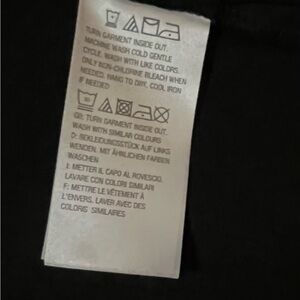 TURN GARMENT INSIDE OUT.
MACHINE WASH COLD GENTLE
CYCLE. WASH WITH LIKE COLORS.
ONLY NON-CHLORINE BLEACH WHEN
NEEDED. HANG TO DRY. COOL IRON
IF NEEDED
GB: TURN GARMENT INSIDE OUT.
WASH WITH SIMILAR COLOURS
D: BEKLEIDUNGSSTÜCK AUF LINKS
WENDEN. MIT ÄHNLICHEN FARBEN
WASCHEN
I: METTER IL CAPO AL ROVESCIO.
LAVARE CON COLORI SIMILARI
F: METTRE LE VÊTEMENT À
L'ENVERS. LAVER AVEC DES
COLORIS SIMILAIRES